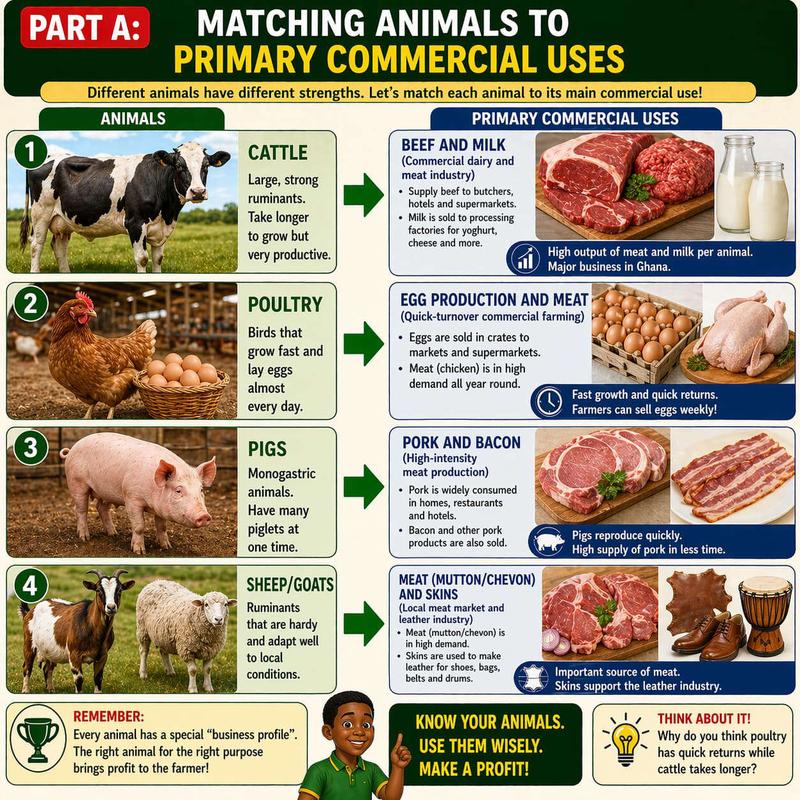 PART A:
MATCHING ANIMALS TO
PRIMARY COMMERCIAL USES
Different animals have different strengths. Let's match each animal to its main commercial use!
ANIMALS
PRIMARY COMMERCIAL USES
1
CATTLE
Large, strong
ruminants.
Take longer
to grow but
very productive.
BEEF AND MILK
(Commercial dairy and
meat industry)
• Supply beef to butchers,
hotels and supermarkets.
• Milk is sold to processing
factories for yoghurt,
cheese and more.
High output of meat and milk per animal.
Major business in Ghana.
2
POULTRY
Birds that
grow fast and
lay eggs
almost
every day.
EGG PRODUCTION AND MEAT
(Quick-turnover commercial farming)
• Eggs are sold in crates to
markets and supermarkets.
• Meat (chicken) is in high
demand all year round.
Fast growth and quick returns.
Farmers can sell eggs weekly!
3
PIGS
Monogastric
animals.
Have many
piglets at
one time.
PORK AND BACON
(High-intensity
meat production)
• Pork is widely consumed
in homes, restaurants
and hotels.
• Bacon and other pork
products are also sold.
Pigs reproduce quickly.
High supply of pork in less time.
4
SHEEP/GOATS
Ruminants
that are hardy
and adapt well
to local
conditions.
MEAT (MUTTON/CHEVON)
AND SKINS
(Local meat market and
leather industry)
• Meat (mutton/chevon) is
in high demand.
• Skins are used to make
leather for shoes, bags,
belts and drums.
Important source of meat.
Skins support the leather industry.
REMEMBER:
Every animal has a special "business profile".
The right animal for the right purpose
brings profit to the farmer!
KNOW YOUR ANIMALS.
USE THEM WISELY.
MAKE A PROFIT!
THINK ABOUT IT!
Why do you think poultry
has quick returns while
cattle takes longer?